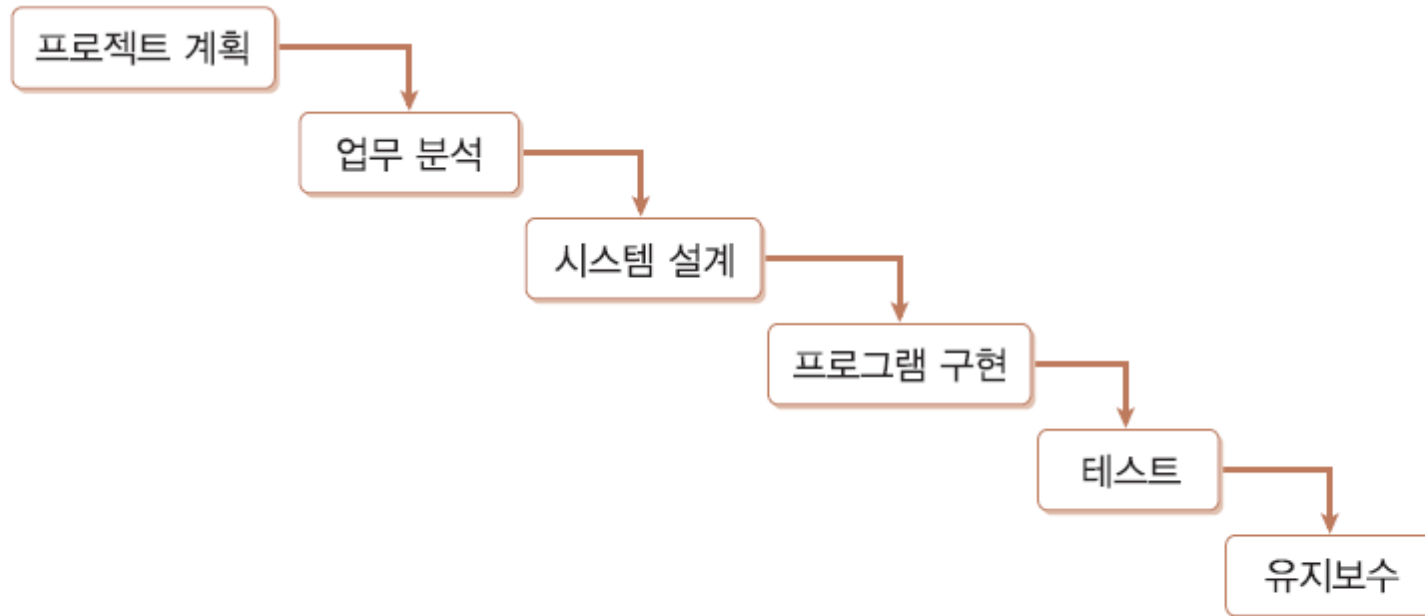 프로젝트 계획
업무 분석
시스템 설계
프로그램 구현
테스트
유지보수